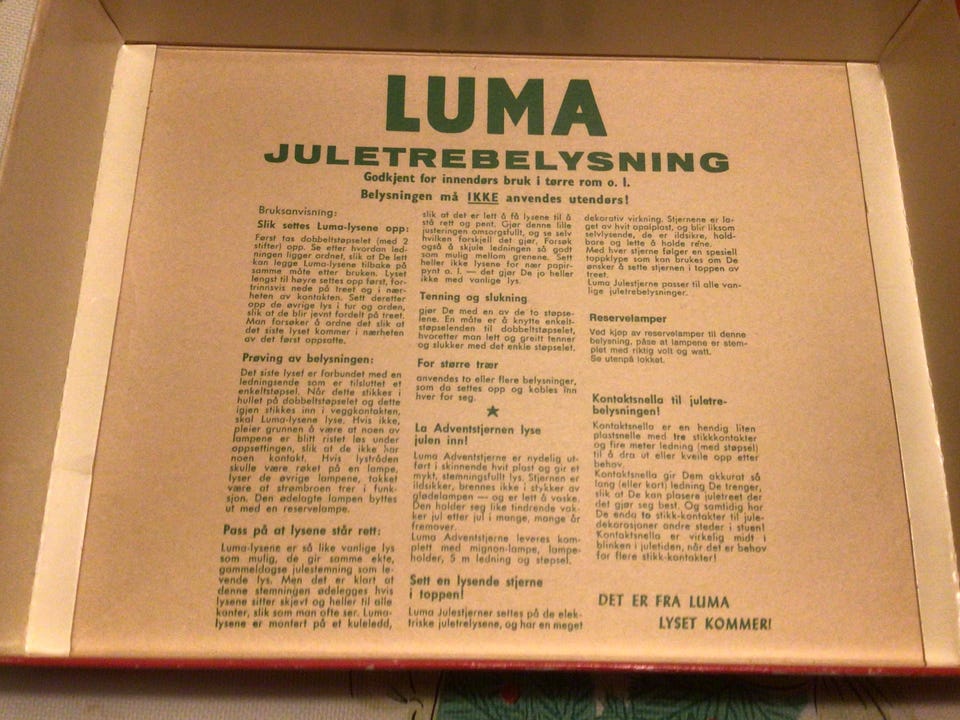 LUMA
JULETREBELYSNING
Godkjent for innendørs bruk i tørre rom o. l.
Belysningen må IKKE anvendes utendørs!
Bruksanvisning:
Slik settes Luma-lysene opp:
Først tas dobbeltstøpselet (med 2
stifter) opp. Se etter hvordan led-
ningen ligger ordnet, slik at De lett
kan legge Luma-lysene tilbake på
samme måte etter bruken. Lyset
lengst til høyre settes opp først, for-
trinnsvis nede på treet og i nær-
heten av kontakten. Sett deretter
opp de øvrige lys i tur og orden,
slik at de blir jevnt fordelt på treet.
Man forsøker å ordne det slik at
det siste lyset kommer i nærheten
av det først oppsatte.
Prøving av belysningen:
Det siste lyset er forbundet med en
ledningsende som er tilsluttet et
enkeltstøpsel. Når dette stikkes i
hullet på dobbeltstøpselet og dette
igjen stikkes inn i veggkontakten,
skal Luma-lysene lyse. Hvis ikke,
pleier grunnen å være at noen av
lampene er blitt ristet løs under
oppsettingen, slik at de ikke har
noen kontakt. Hvis lystråden
skulle være røket på en lampe,
lyser de øvrige lampene, takket
være at strømbroen trer i funk-
sjon. Den ødelagte lampen byttes
ut med en reservelampe.
Pass på at lysene står rett:
Luma-lysene er så like vanlige lys
som mulig, de gir samme ekte,
gammeldagse julestemning som le-
vende lys. Men det er klart at
denne stemningen ødelegges hvis
lysene sitter skjevt og heller til alle
kanter, slik som man ofte ser. Luma-
lysene er montert på et kuleledd,
slik at det er lett å få lysene til å
stå rett og pent. Gjør denne lille
justeringen omsorgsfullt, og se selv
hvilken forskjell det gjør. Forsøk
også å skjule ledningen så godt
som mulig mellom grenene. Sett
heller ikke lysene for nær papir-
pynt o. l. — det gjør De jo heller
ikke med vanlige lys.
Tenning og slukning
gjør De med en av de to støpse-
lene. En måte er å knytte enkelt-
støpselenden til dobbeltstøpselet,
hvoretter man lett og greitt tenner
og slukker med det enkle støpselet.
For større trær
anvendes to eller flere belysninger,
som da settes opp og kobles inn
hver for seg.
★
La Adventstjernen lyse
julen inn!
Luma Adventstjerne er nydelig ut-
ført i skinnende hvit plast og gir et
mykt, stemningsfullt lys. Stjernen er
ildsikker, brennes ikke i stykker av
glødelampen — og er lett å vaske.
Den holder seg like tindrende vak-
ker jul etter jul i mange, mange år
fremover.
Luma Adventstjerne leveres kom-
plett med mignon-lampe, lampe-
holder, 5 m ledning og støpsel.
Sett en lysende stjerne
i toppen!
Luma Julestjerner settes på de elek-
triske juletrelysene, og har en meget
dekorativ virkning. Stjernene er la-
get av hvit opalplast, og blir liksom
selvlysende, de er ildsikre, hold-
bare og lette å holde rene.
Med hver stjerne følger en spesiell
toppklype som kan brukes om De
ønsker å sette stjernen i toppen av
treet.
Luma Julestjerne passer til alle van-
lige juletrebelysninger.
Reservelamper
Ved kjøp av reservelamper til denne
belysning, påse at lampene er stem-
plet med riktig volt og watt.
Se utenpå lokket.
Kontaktsnella til juletre-
belysningen!
Kontaktsnella er en hendig liten
plastsnelle med tre stikkkontakter
og fire meter ledning (med støpsel)
til å dra ut eller kveile opp etter
behov.
Kontaktsnella gir Dem akkurat så
lang (eller kort) ledning De trenger,
slik at De kan plasere juletreet der
det gjør seg best. Og samtidig har
De enda to stikk-kontakter til jule-
dekorasjoner andre steder i stuen!
Kontaktsnella er virkelig midt i
blinken i juletiden, når det er behov
for flere stikk-kontakter!
DET ER FRA LUMA
LYSET KOMMER!